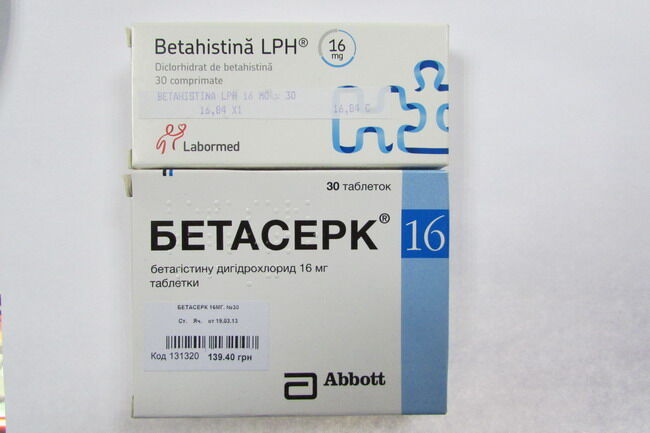 Betahistină LPH®
16
mg
Diclorhidrat de betahistină
30 comprimate
BETAHISTINA LPH 16 30
16,84 X1 16,84
Labormed
30 таблеток
БЕТАСЕРК® 16
бетагістину дигідрохлорид 16 мг
таблетки
БЕТАСЕРК 16МГ. №30
Ст. Яч. от 19.03.13
Код 131320 139.40 грн
Abbott